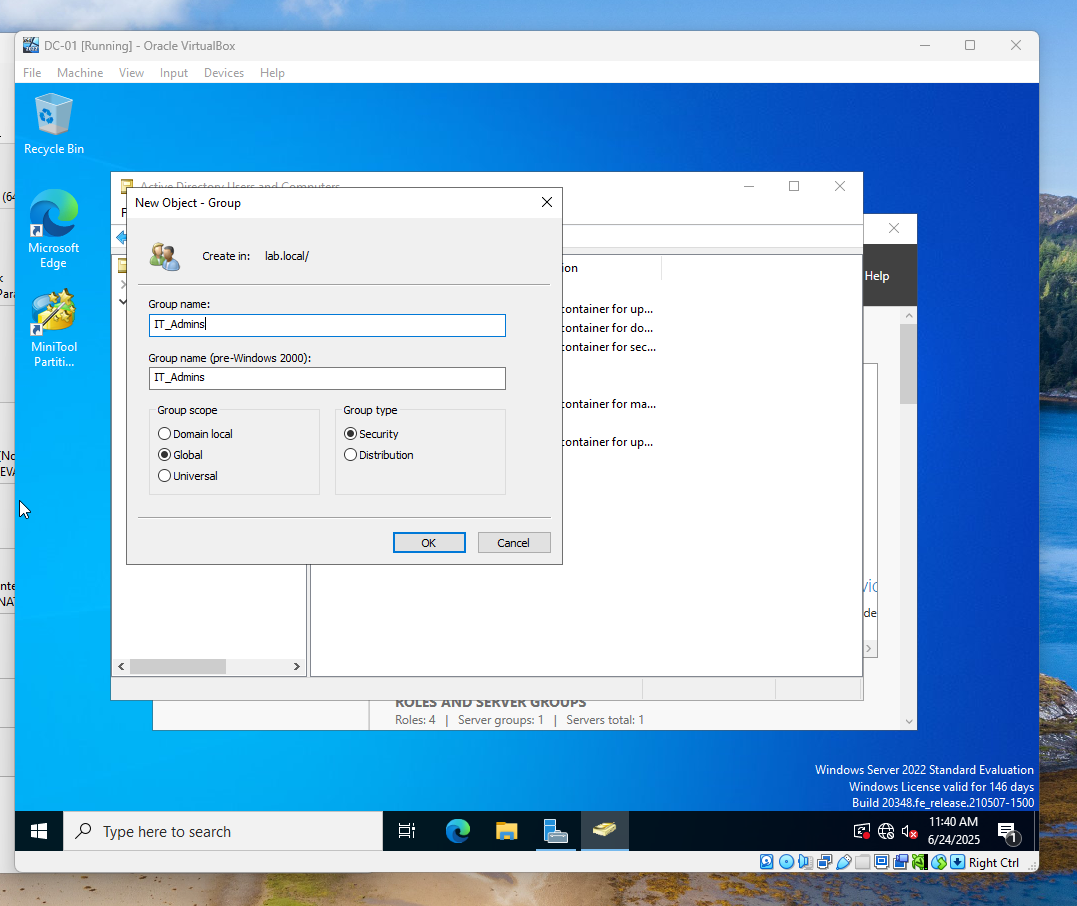 DC-01 [Running] - Oracle VirtualBox
File Machine View Input Devices Help
Recycle Bin
Microsoft
Edge
MiniTool
Partiti...
Active Directory Users and Computers
New Object - Group
Create in: lab.local/
Group name:
IT_Admins
Group name (pre-Windows 2000):
IT_Admins
Group scope
Domain local
Global
Universal
Group type
Security
Distribution
OK Cancel
ion
container for up...
container for do...
container for sec...
container for ma...
container for up...
Help
ROLES AND SERVER GROUPS
Roles: 4 | Server groups: 1 | Servers total: 1
Windows Server 2022 Standard Evaluation
Windows License valid for 146 days
Build 20348.fe_release.210507-1500
Type here to search
11:40 AM
6/24/2025
1
Right Ctrl